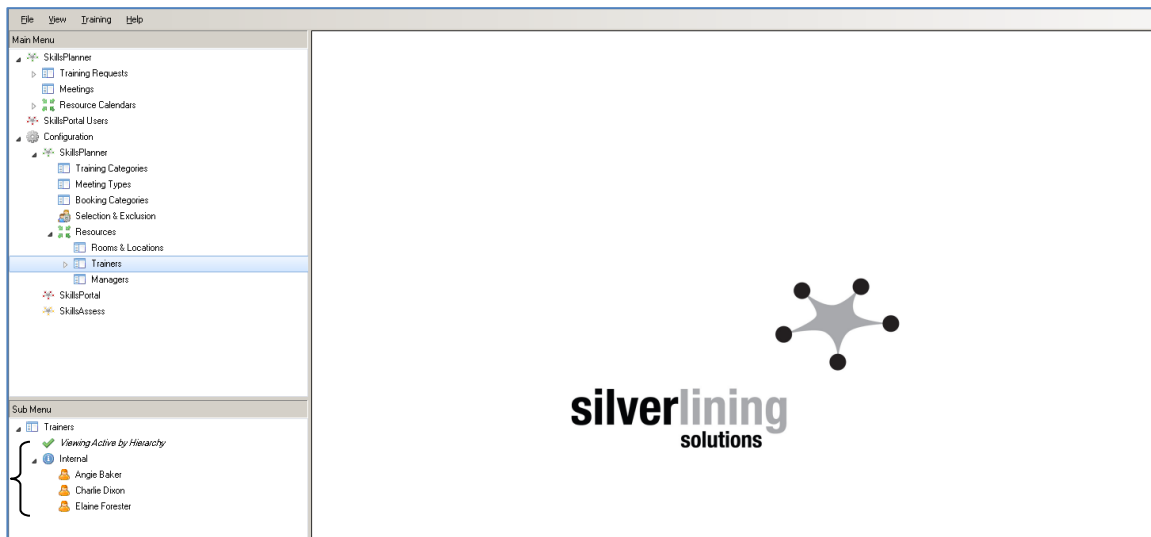 File View Training Help
Main Menu
SkillsPlanner
Training Requests
Meetings
Resource Calendars
SkillsPortal Users
Configuration
SkillsPlanner
Training Categories
Meeting Types
Booking Categories
Selection & Exclusion
Resources
Rooms & Locations
Trainers
Managers
SkillsPortal
SkillsAssess
Sub Menu
Trainers
Viewing Active by Hierarchy
Internal
Angie Baker
Charlie Dixon
Elaine Forester
silverlining
solutions